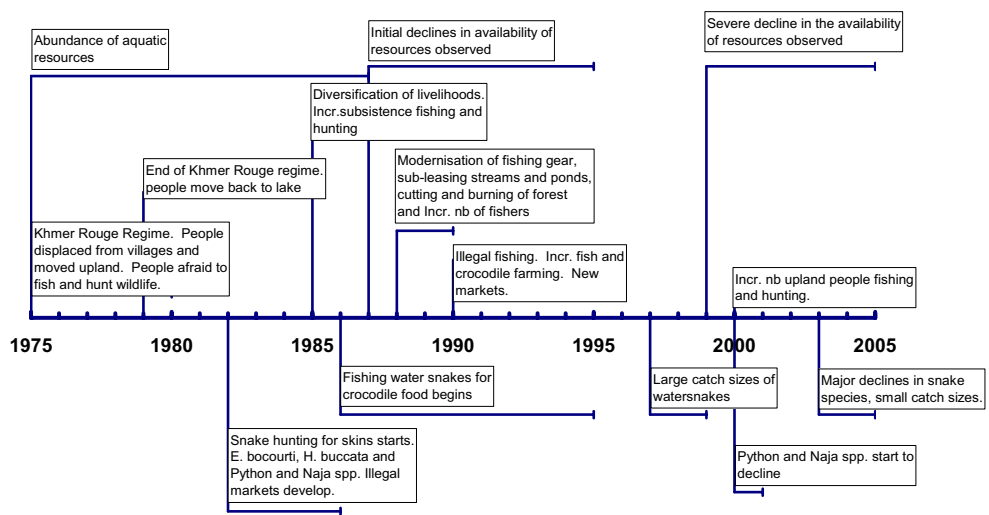 Abundance of aquatic
resources
Initial declines in availability of
resources observed
Severe decline in the availability
of resources observed
Diversification of livelihoods.
Incr.subsistence fishing and
hunting
End of Khmer Rouge regime.
people move back to lake
Modernisation of fishing gear,
sub-leasing streams and ponds,
cutting and burning of forest
and Incr. nb of fishers
Khmer Rouge Regime.  People
displaced from villages and
moved upland.  People afraid to
fish and hunt wildlife.
Illegal fishing.  Incr. fish and
crocodile farming.  New
markets.
Incr. nb upland people fishing
and hunting.
1975 1980 1985 1990 1995 2000 2005
Fishing water snakes for
crocodile food begins
Large catch sizes of
watersnakes
Major declines in snake
species, small catch sizes.
Snake hunting for skins starts.
E. bocourti, H. buccata and
Python and Naja spp. Illegal
markets develop.
Python and Naja spp. start to
decline